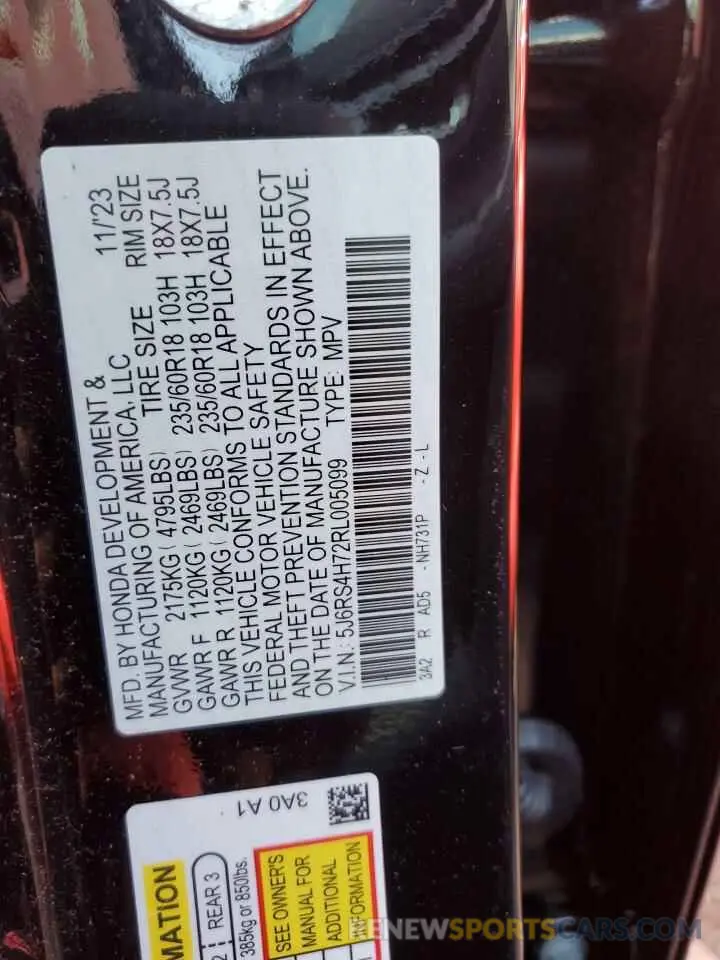 MFD. BY HONDA DEVELOPMENT &
MANUFACTURING OF AMERICA, LLC 11/'23
GVWR 2175KG ( 4795LBS) TIRE SIZE RIM SIZE
GAWR F 1120KG ( 2469LBS) 235/60R18 103H 18X7.5J
GAWR R 1120KG ( 2469LBS) 235/60R18 103H 18X7.5J
THIS VEHICLE CONFORMS TO ALL APPLICABLE
FEDERAL MOTOR VEHICLE SAFETY
AND THEFT PREVENTION STANDARDS IN EFFECT
ON THE DATE OF MANUFACTURE SHOWN ABOVE.
V.I.N: 5J6RS4H72RL005099 TYPE: MPV
3A2 R AD5 - NH731P - Z - L
3A0 A1
MATION
REAR 3
385kg or 850lbs.
SEE OWNER'S
MANUAL FOR
ADDITIONAL
INFORMATION
RENEWSPORTSCARS.COM